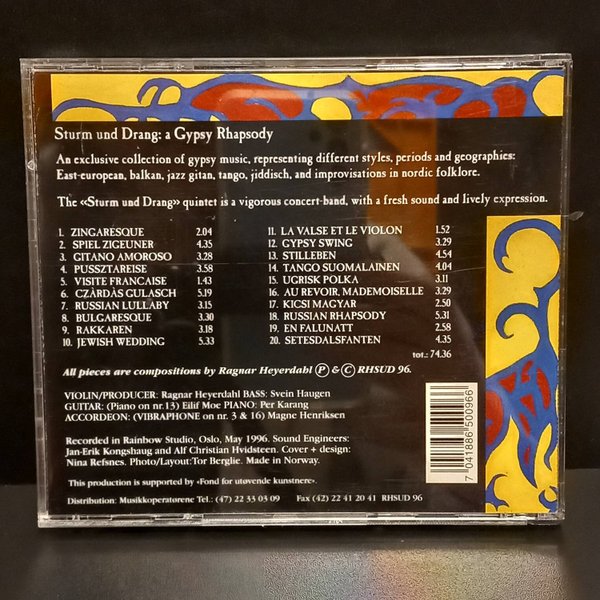 Sturm und Drang: a Gypsy Rhapsody
An exclusive collection of gypsy music, representing different styles, periods and geographies:
East-european, balkan, jazz gitan, tango, jiddisch, and improvisations in nordic folklore.
The «Sturm und Drang» quintet is a vigorous concert-band, with a fresh sound and lively expression.
1. ZINGARESQUE 2.04
2. SPIEL ZIGEUNER 4.35
3. GITANO AMOROSO 3.28
4. PUSSZTAREISE 3.58
5. VISITE FRANCAISE 1.43
6. CZÀRDÀS GULASCH 5.19
7. RUSSIAN LULLABY 3.15
8. BULGARESQUE 3.30
9. RAKKAREN 3.18
10. JEWISH WEDDING 5.33
11. LA VALSE ET LE VIOLON 1.52
12. GYPSY SWING 3.29
13. STILLEBEN 4.54
14. TANGO SUOMALAINEN 4.04
15. UGRISK POLKA 3.11
16. AU REVOIR, MADEMOISELLE 3.29
17. KICSI MAGYAR 2.50
18. RUSSIAN RHAPSODY 5.31
19. EN FALUNATT 2.58
20. SETESDALSFANTEN 4.35
tot.: 74.36
All pieces are compositions by Ragnar Heyerdahl Ⓟ & © RHSUD 96.
VIOLIN/PRODUCER: Ragnar Heyerdahl BASS: Svein Haugen
GUITAR: (Piano on nr.13) Eilif Moe PIANO: Per Karang
ACCORDEON: (VIBRAPHONE on nr. 3 & 16) Magne Henriksen
Recorded in Rainbow Studio, Oslo, May 1996. Sound Engineers:
Jan-Erik Kongshaug and Alf Christian Hvidsteen. Cover + design:
Nina Refsnes. Photo/Layout:Tor Berglie. Made in Norway.
This production is supported by «Fond for utøvende kunstnere».
Distribution: Musikkoperatørene Tel.: (47) 22 33 03 09 Fax (42) 22 41 20 41 RHSUD 96
7 041886 500966